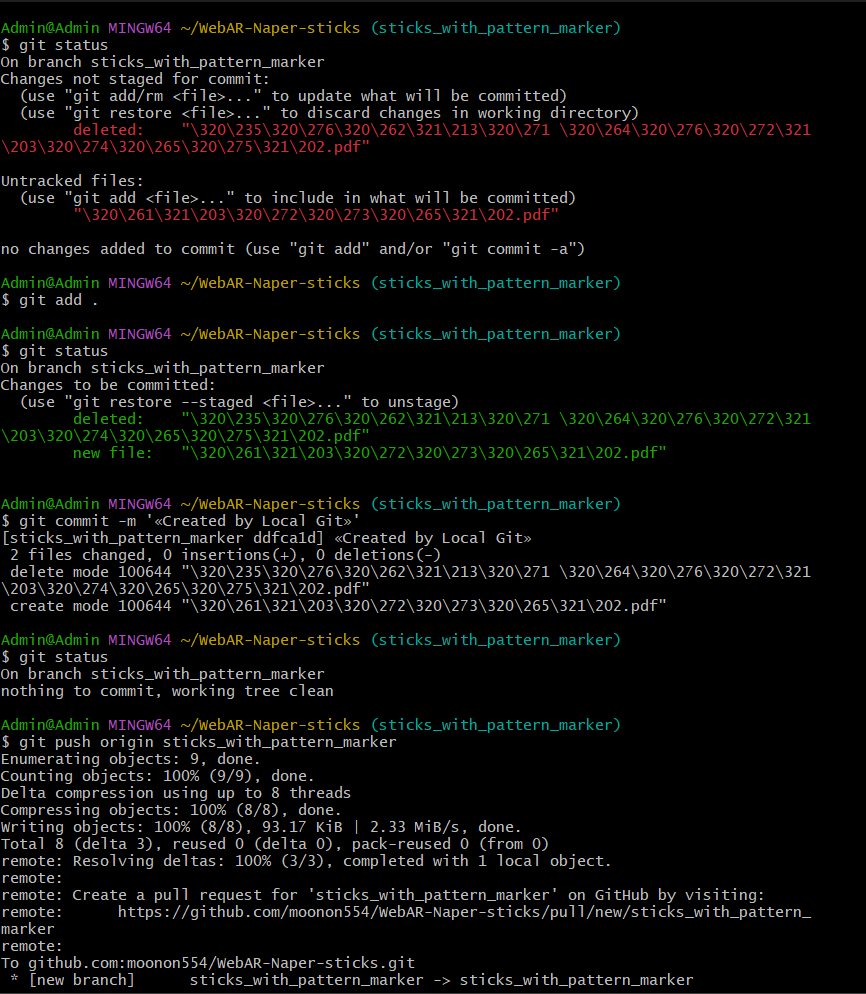 Admin@Admin MINGW64 ~/WebAR-Naper-sticks (sticks_with_pattern_marker)
$ git status
On branch sticks_with_pattern_marker
Changes not staged for commit:
  (use "git add/rm <file>..." to update what will be committed)
  (use "git restore <file>..." to discard changes in working directory)
        deleted:    "\320\235\320\276\320\262\321\213\320\271 \320\264\320\276\320\272\321
\203\320\274\320\265\320\275\321\202.pdf"

Untracked files:
  (use "git add <file>..." to include in what will be committed)
        "\320\261\321\203\320\272\320\273\320\265\321\202.pdf"

no changes added to commit (use "git add" and/or "git commit -a")

Admin@Admin MINGW64 ~/WebAR-Naper-sticks (sticks_with_pattern_marker)
$ git add .

Admin@Admin MINGW64 ~/WebAR-Naper-sticks (sticks_with_pattern_marker)
$ git status
On branch sticks_with_pattern_marker
Changes to be committed:
  (use "git restore --staged <file>..." to unstage)
        deleted:    "\320\235\320\276\320\262\321\213\320\271 \320\264\320\276\320\272\321
\203\320\274\320\265\320\275\321\202.pdf"
        new file:   "\320\261\321\203\320\272\320\273\320\265\321\202.pdf"

Admin@Admin MINGW64 ~/WebAR-Naper-sticks (sticks_with_pattern_marker)
$ git commit -m '«Created by Local Git»'
[sticks_with_pattern_marker ddfca1d] «Created by Local Git»
 2 files changed, 0 insertions(+), 0 deletions(-)
 delete mode 100644 "\320\235\320\276\320\262\321\213\320\271 \320\264\320\276\320\272\321
\203\320\274\320\265\320\275\321\202.pdf"
 create mode 100644 "\320\261\321\203\320\272\320\273\320\265\321\202.pdf"

Admin@Admin MINGW64 ~/WebAR-Naper-sticks (sticks_with_pattern_marker)
$ git status
On branch sticks_with_pattern_marker
nothing to commit, working tree clean

Admin@Admin MINGW64 ~/WebAR-Naper-sticks (sticks_with_pattern_marker)
$ git push origin sticks_with_pattern_marker
Enumerating objects: 9, done.
Counting objects: 100% (9/9), done.
Delta compression using up to 8 threads
Compressing objects: 100% (8/8), done.
Writing objects: 100% (8/8), 93.17 KiB | 2.33 MiB/s, done.
Total 8 (delta 3), reused 0 (delta 0), pack-reused 0 (from 0)
remote: Resolving deltas: 100% (3/3), completed with 1 local object.
remote:
remote: Create a pull request for 'sticks_with_pattern_marker' on GitHub by visiting:
remote:      https://github.com/moonon554/WebAR-Naper-sticks/pull/new/sticks_with_pattern_
marker
remote:
To github.com:moonon554/WebAR-Naper-sticks.git
 * [new branch]      sticks_with_pattern_marker -> sticks_with_pattern_marker